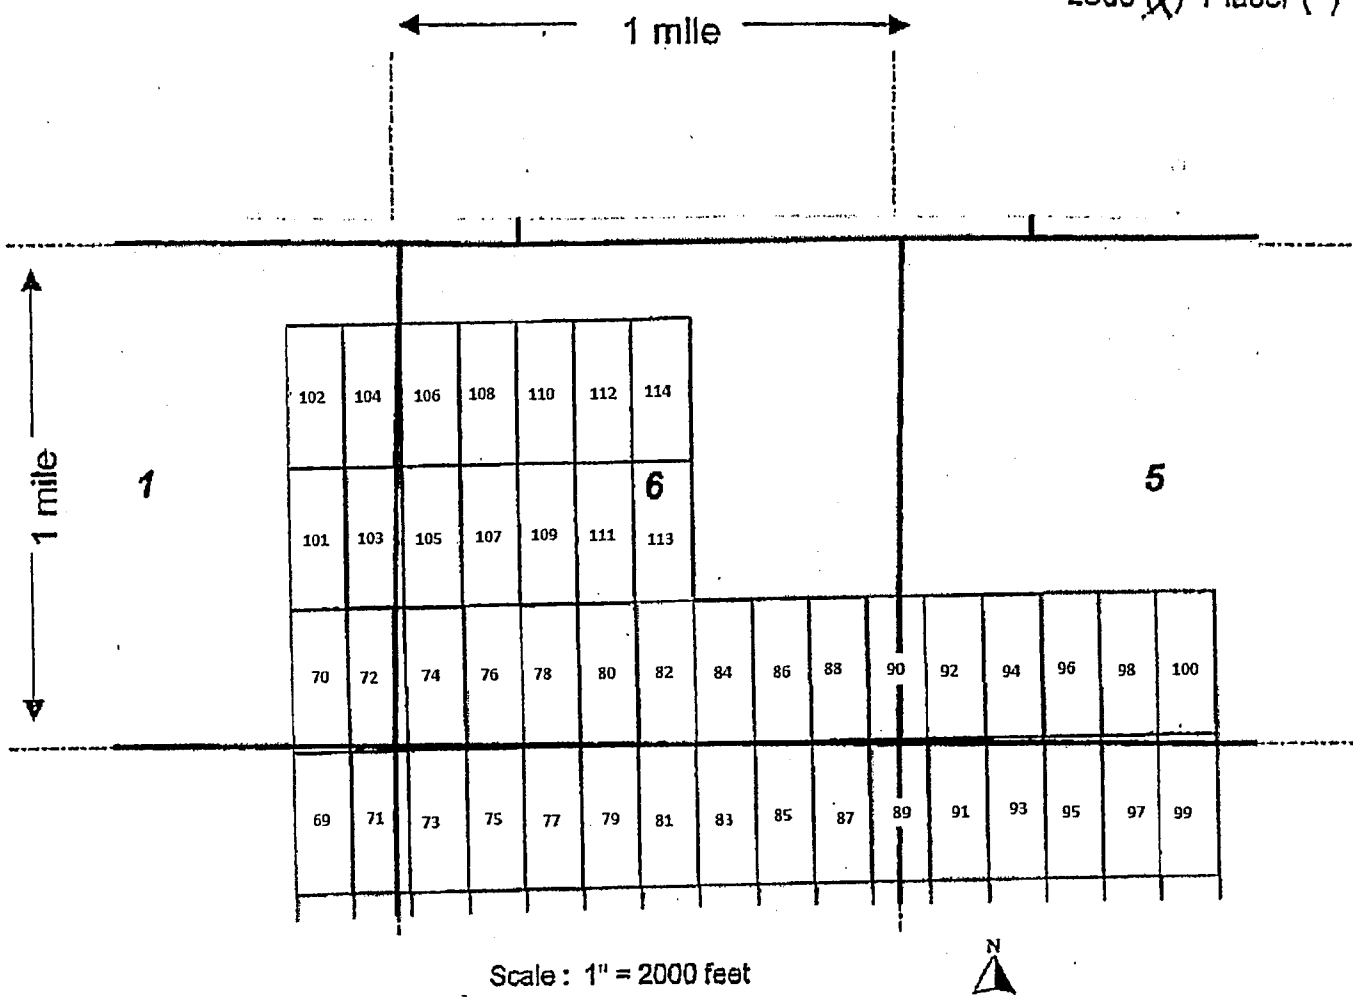 1 mile
102 104 106 108 110 112 114
1 mile
1
6
5
101 103 105 107 109 111 113
70 72 74 76 78 80 82 84 86 88 90 92 94 96 98 100
69 71 73 75 77 79 81 83 85 87 89 91 93 95 97 99
N
Scale : 1" = 2000 feet